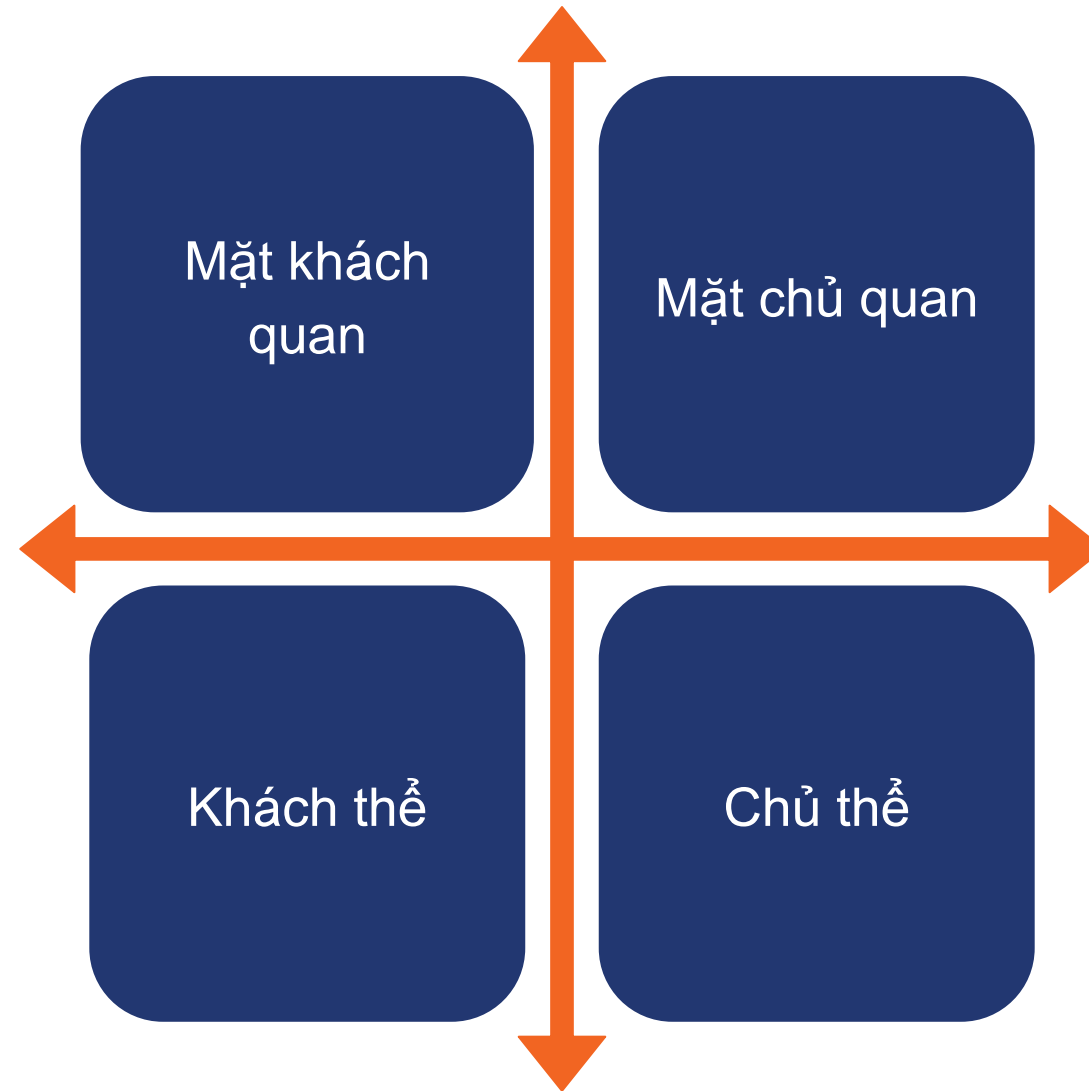 Mặt khách
quan
Mặt chủ quan
Khách thể
Chủ thể